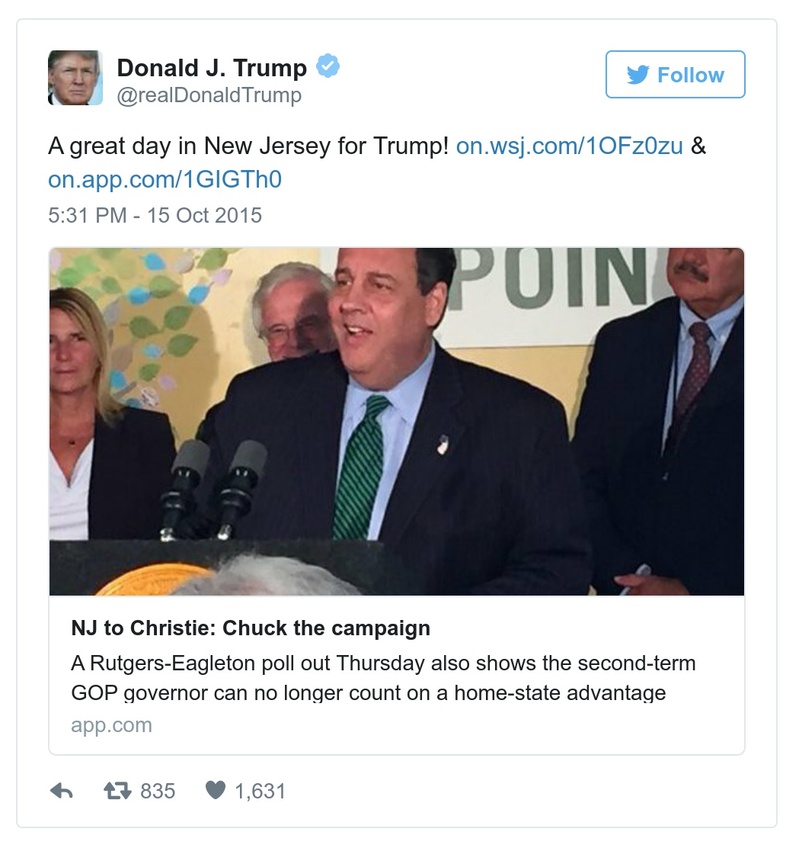 Donald J. Trump
Follow
@realDonaldTrump
A great day in New Jersey for Trump! on.wsj.com/1OFz0zu &
on.app.com/1GIGTh0
5:31 PM - 15 Oct 2015
POIN
NJ to Christie: Chuck the campaign
A Rutgers-Eagleton poll out Thursday also shows the second-term
GOP governor can no longer count on a home-state advantage
app.com
835 1,631